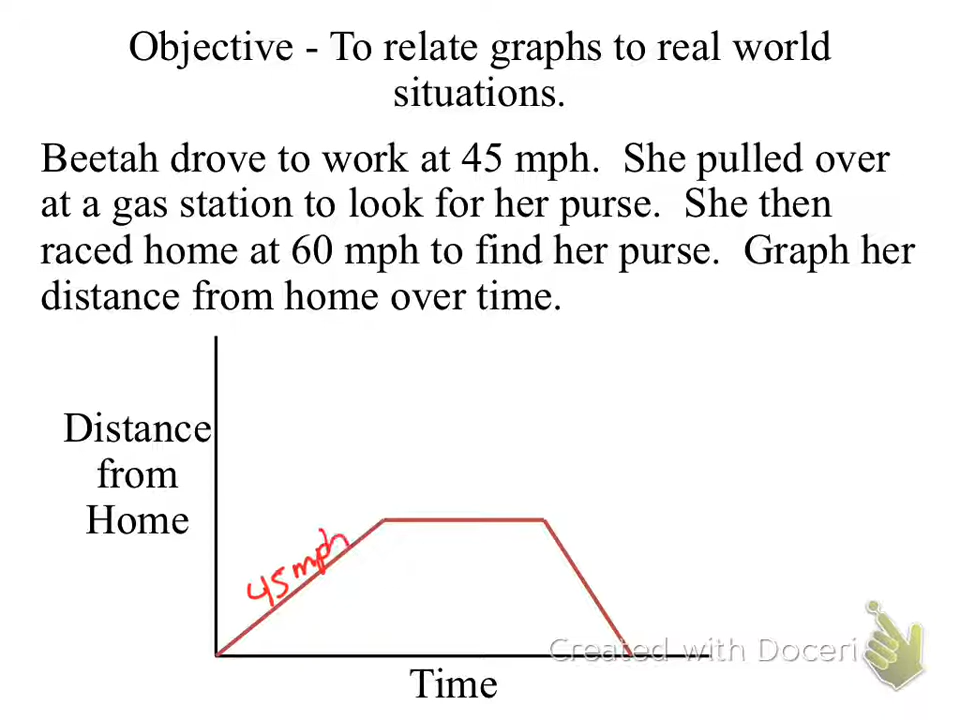 Objective - To relate graphs to real world
situations.
Beetah drove to work at 45 mph.  She pulled over
at a gas station to look for her purse.  She then
raced home at 60 mph to find her purse.  Graph her
distance from home over time.
Distance
from
Home
45 mph
Created with Doceri
Time